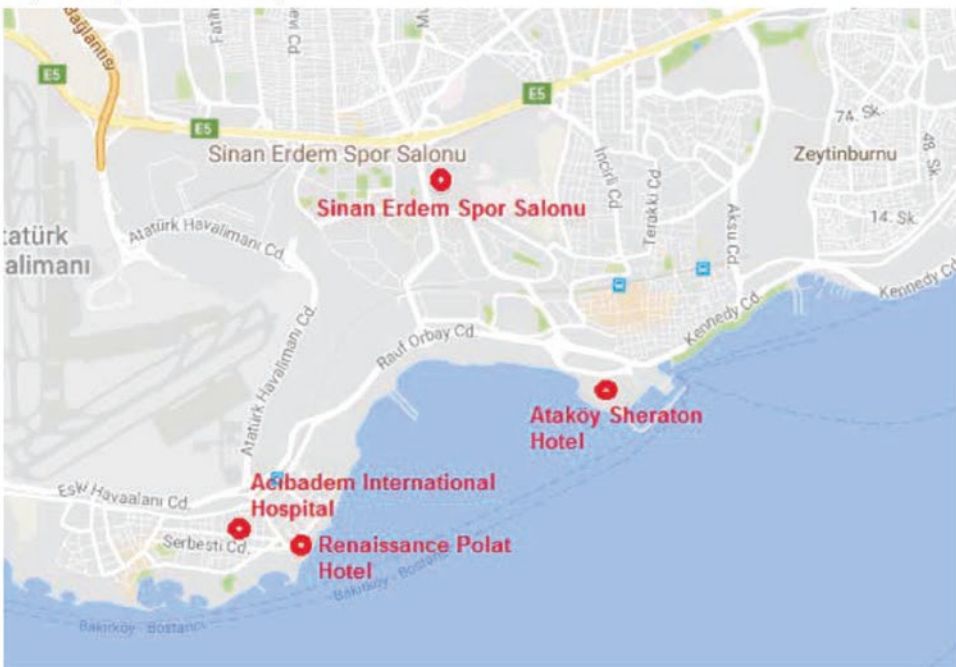 Bağlantısı
Fatih
Cd
E5
E5
E5
74. Sk.
48. Sk.
Zeytinburnu
14. Sk.
Sinan Erdem Spor Salonu
Sinan Erdem Spor Salonu
İncirli Cd
Terakki Cd.
Aksu Cd.
tatürk
alimanı
Atatürk Havalimanı Cd.
Atatürk Havalimanı Cd.
Kennedy Cd.
Kennedy Cd.
Rauf Orbay Cd.
Ataköy Sheraton
Hotel
Acıbadem International
Hospital
Eski Havaalanı Cd.
Serbesti Cd.
Renaissance Polat
Hotel
Bakırköy - Bostancı
Bakırköy - Bostancı